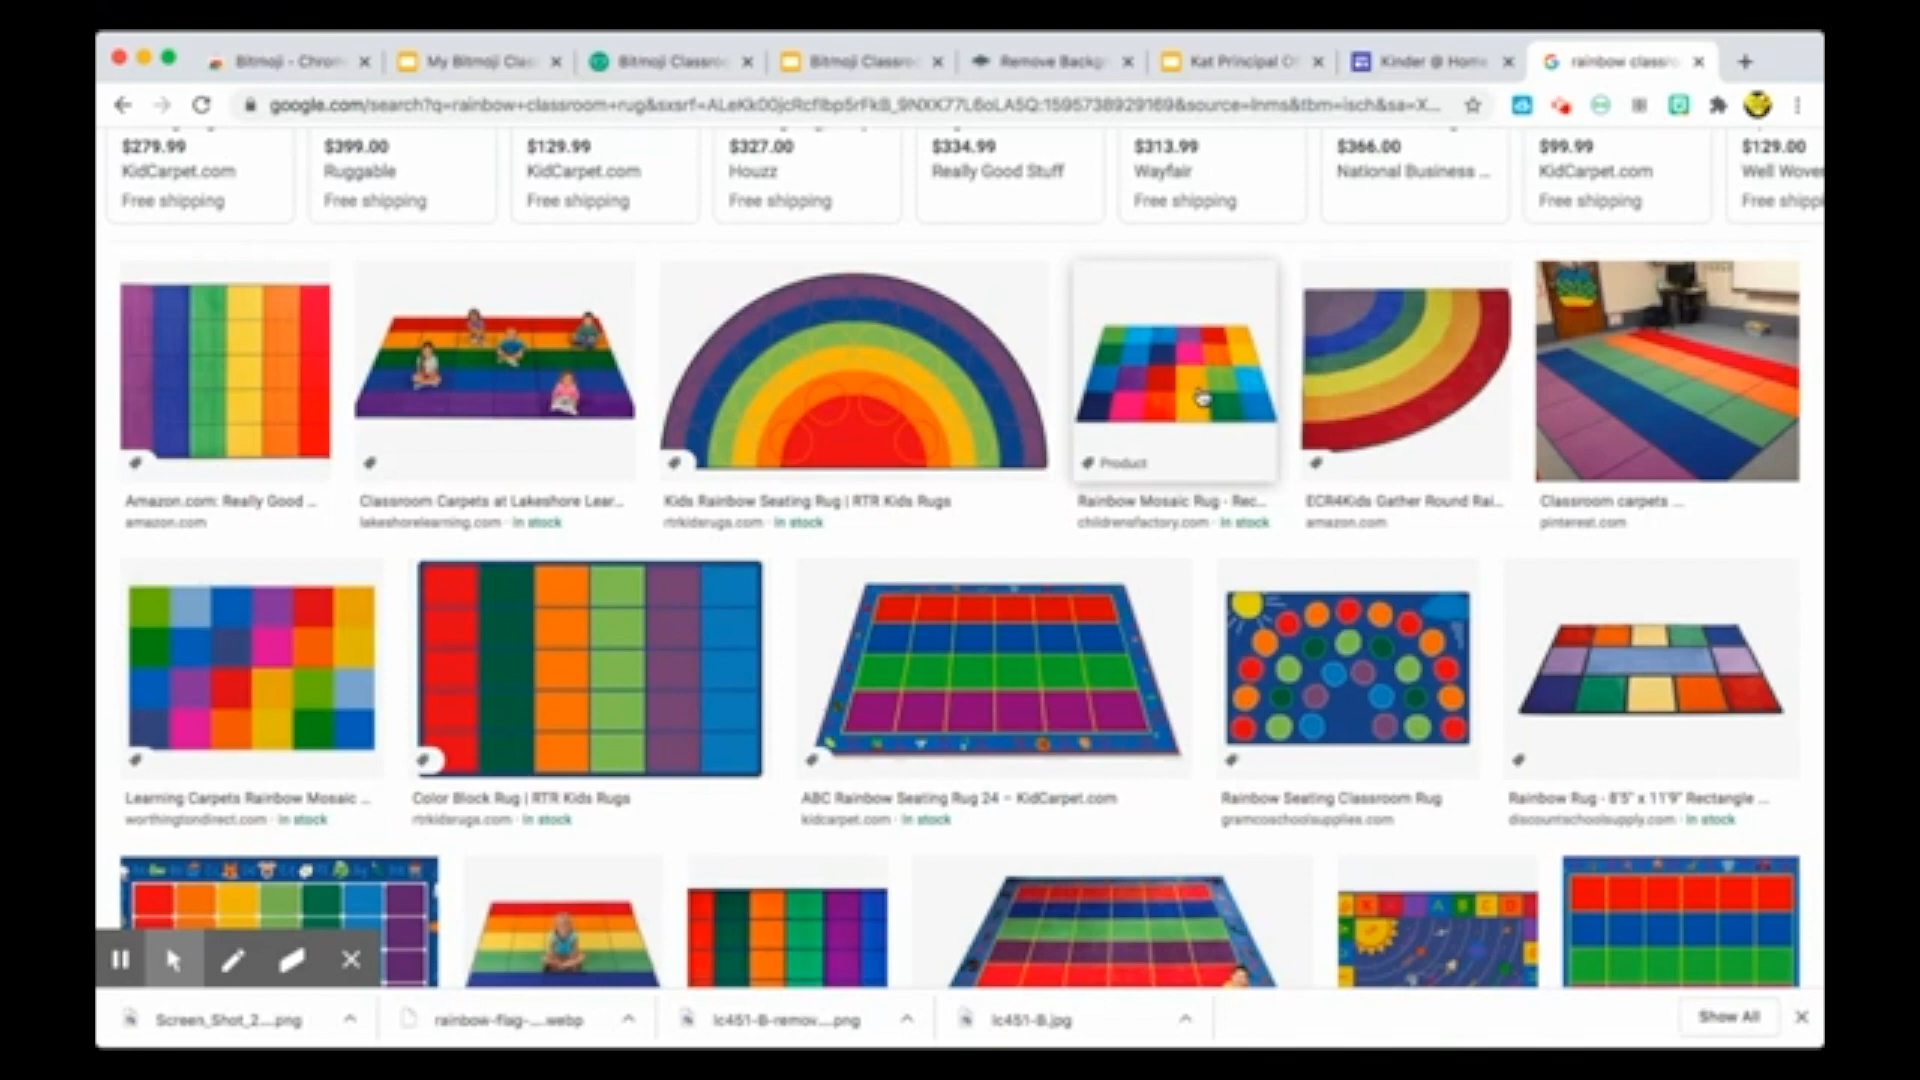 Bitmoji - Chrom
My Bitmoji Clas
Bitmoji Classroo
Bitmoji Classroo
Remove Backg
Kat Principal Of
Kinder @ Home
rainbow classro
$279.99
KidCarpet.com
Free shipping
$399.00
Ruggable
Free shipping
$129.99
KidCarpet.com
Free shipping
$327.00
Houzz
Free shipping
$334.99
Really Good Stuff
$313.99
Wayfair
Free shipping
$366.00
National Business ...
$99.99
KidCarpet.com
Free shipping
$129.00
Well Wove
Free shippi
Product
Amazon.com: Really Good ...
amazon.com
Classroom Carpets at Lakeshore Lear...
lakeshorelearning.com · In stock
Kids Rainbow Seating Rug | RTR Kids Rugs
rtrkidsrugs.com · In stock
Rainbow Mosaic Rug - Rec...
childrensfactory.com · In stock
ECR4Kids Gather Round Rai...
amazon.com
Classroom carpets ...
pinterest.com
Learning Carpets Rainbow Mosaic ...
worthingtondirect.com · In stock
Color Block Rug | RTR Kids Rugs
rtrkidsrugs.com · In stock
ABC Rainbow Seating Rug 24 – KidCarpet.com
kidcarpet.com · In stock
Rainbow Seating Classroom Rug
gramcoschoolsupplies.com
Rainbow Rug - 8'5" x 11'9" Rectangle ...
discountschoolsupply.com · In stock
A B C D
Screen_Shot_2....png
rainbow-flag-....webp
lc451-B-remov....png
lc451-B.jpg
Show All